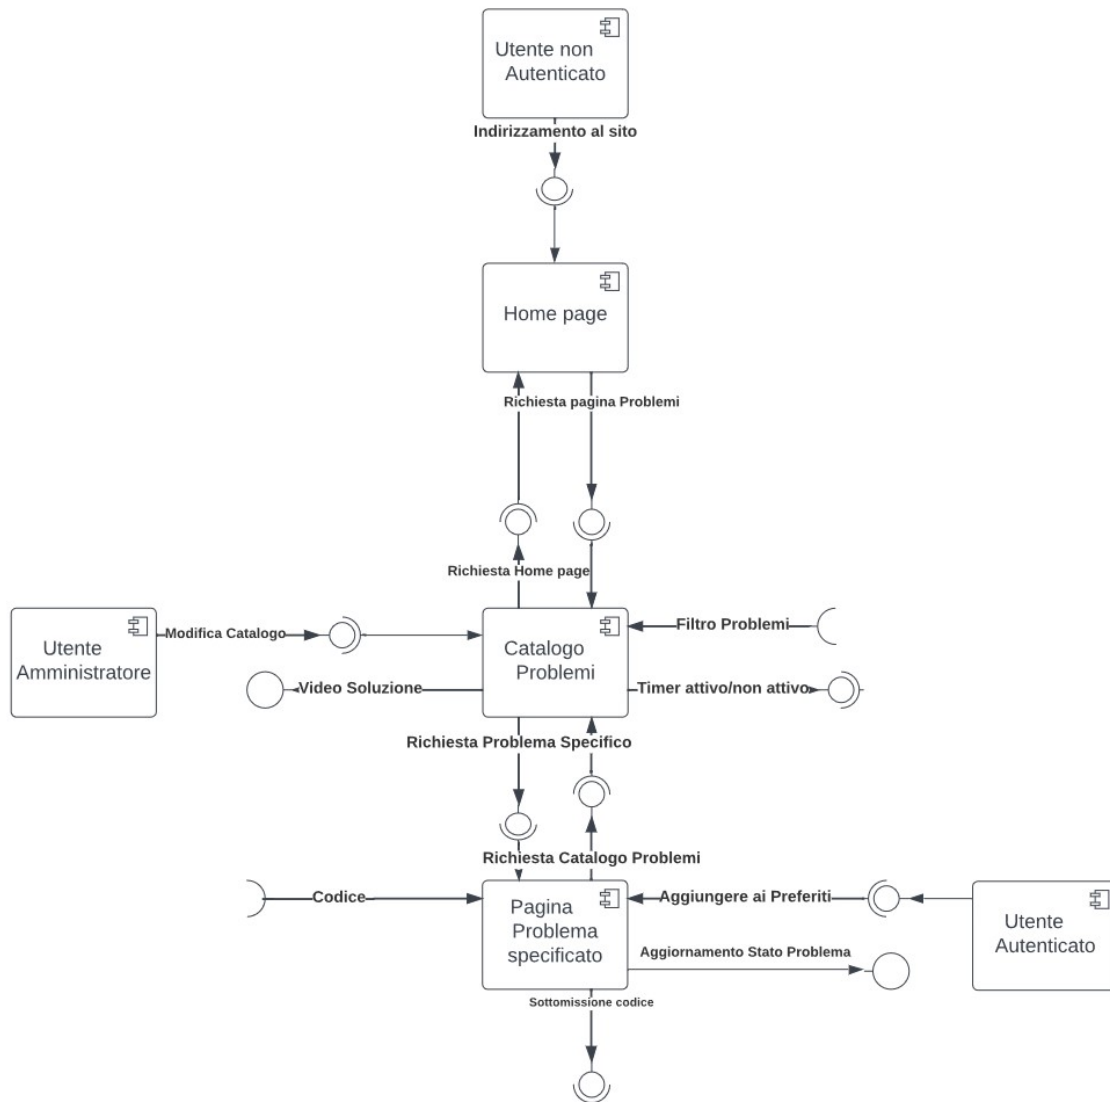 Utente non
Autenticato
Indirizzamento al sito
Home page
Richiesta pagina Problemi
Richiesta Home page
Utente
Amministratore
Modifica Catalogo
Catalogo
Problemi
Filtro Problemi
Video Soluzione
Timer attivo/non attivo
Richiesta Problema Specifico
Richiesta Catalogo Problemi
Codice
Pagina
Problema
specificato
Aggiungere ai Preferiti
Utente
Autenticato
Aggiornamento Stato Problema
Sottomissione codice